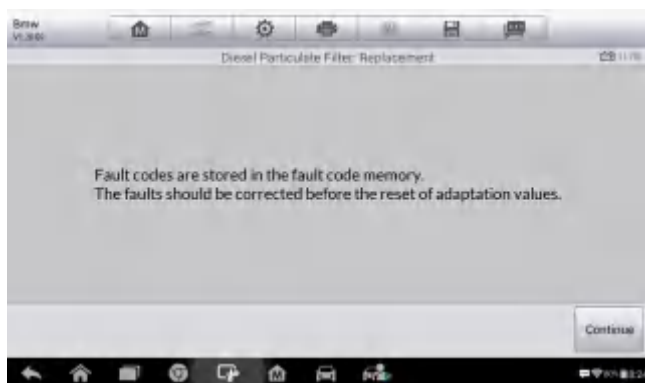 Bmw
Diesel Particulate Filter: Replacement
Fault codes are stored in the fault code memory.
The faults should be corrected before the reset of adaptation values.
Continue